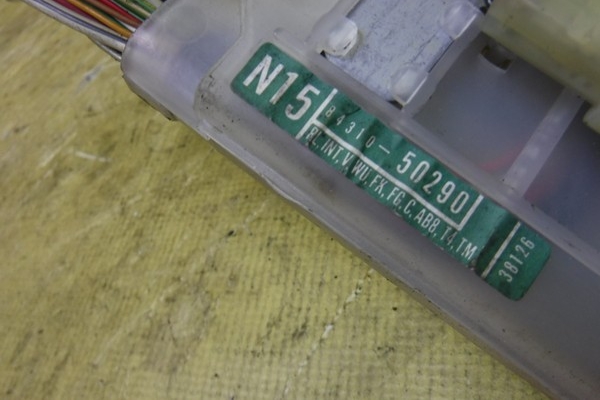 N15
84310-50290
RL.INT.V,WU,FK,FG,C,AB8,T4,TM
38126